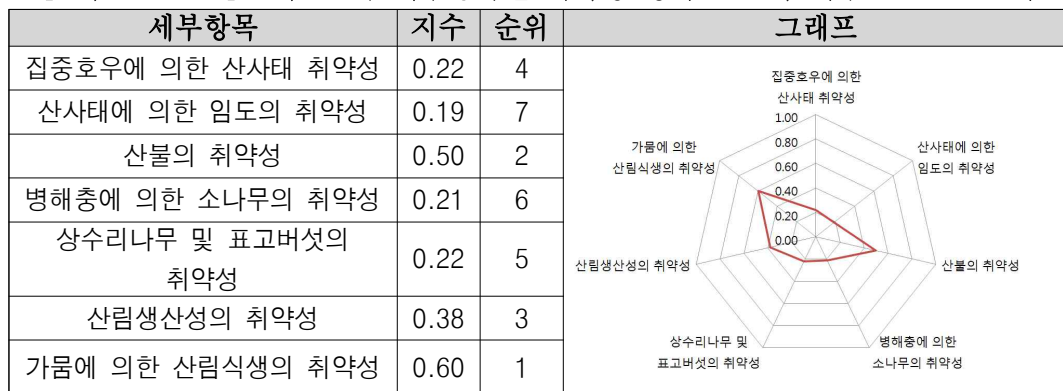 세부항목 지수 순위 그래프
집중호우에 의한 산사태 취약성 0.22 4
산사태에 의한 임도의 취약성 0.19 7
산불의 취약성 0.50 2
병해충에 의한 소나무의 취약성 0.21 6
상수리나무 및 표고버섯의
취약성 0.22 5
산림생산성의 취약성 0.38 3
가뭄에 의한 산림식생의 취약성 0.60 1
집중호우에 의한
산사태 취약성
1.00
0.80
0.60
0.40
0.20
0.00
산사태에 의한
임도의 취약성
산불의 취약성
병해충에 의한
소나무의 취약성
상수리나무 및
표고버섯의 취약성
산림생산성의 취약성
가뭄에 의한
산림식생의 취약성